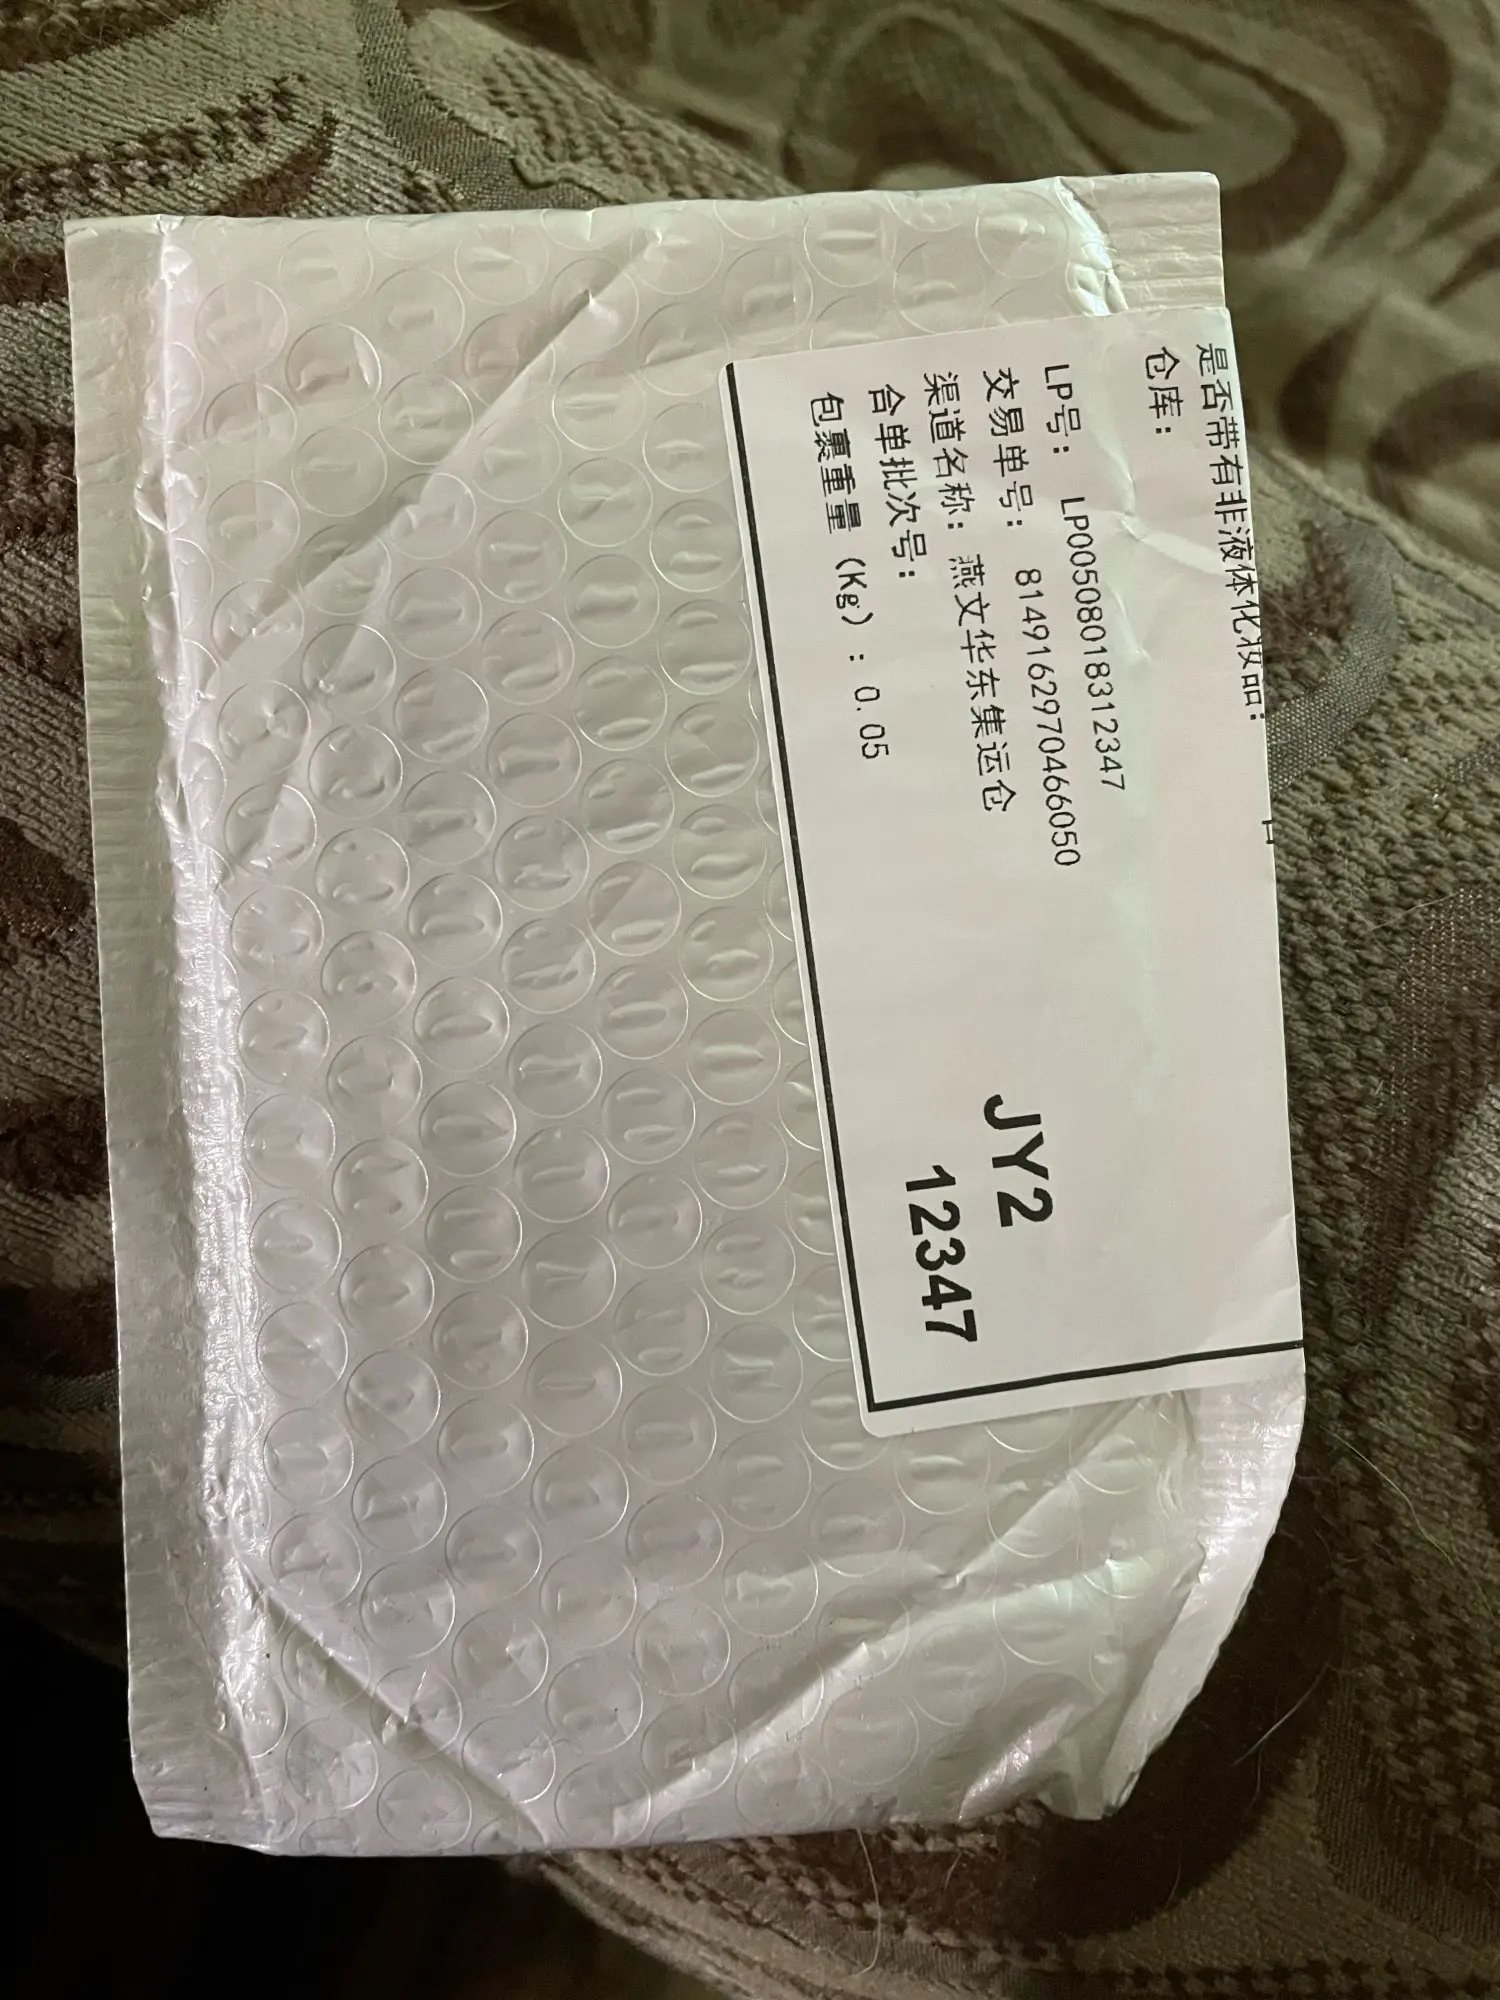 是否带有非液体化妆品：
仓库：
LP号： LP00508018312347
交易单号： 8149162970466050
渠道名称： 燕文华东集运仓
合单批次号：
包裹重量（Kg）：0.05
JY2
12347